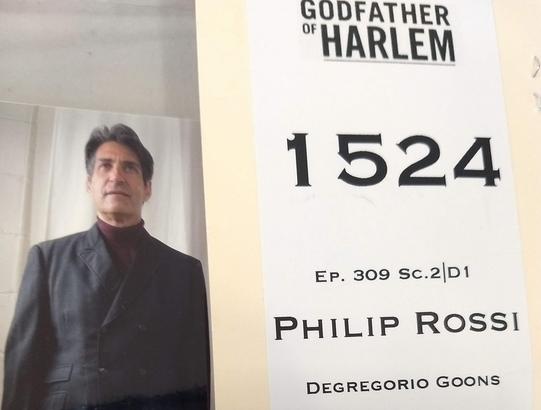 GODFATHER
OF HARLEM
1524
EP. 309 SC.2|D1
PHILIP ROSSI
DEGREGORIO GOONS